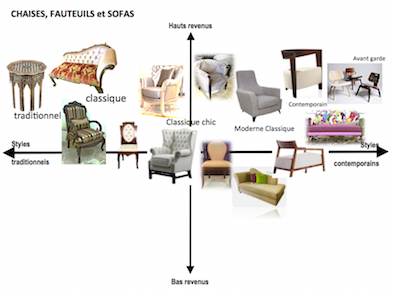 CHAISES, FAUTEUILS et SOFAS
Hauts revenus
Avant garde
classique
traditionnel
Contemporain
Classique chic
Moderne Classique
Styles
traditionnels
Styles
contemporains
Bas revenus